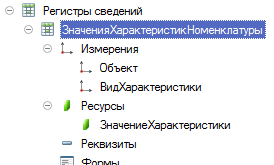 Регистры сведений
ЗначенияХарактеристикНоменклатуры
Измерения
Объект
ВидХарактеристики
Ресурсы
ЗначениеХарактеристики
Реквизиты
Формы